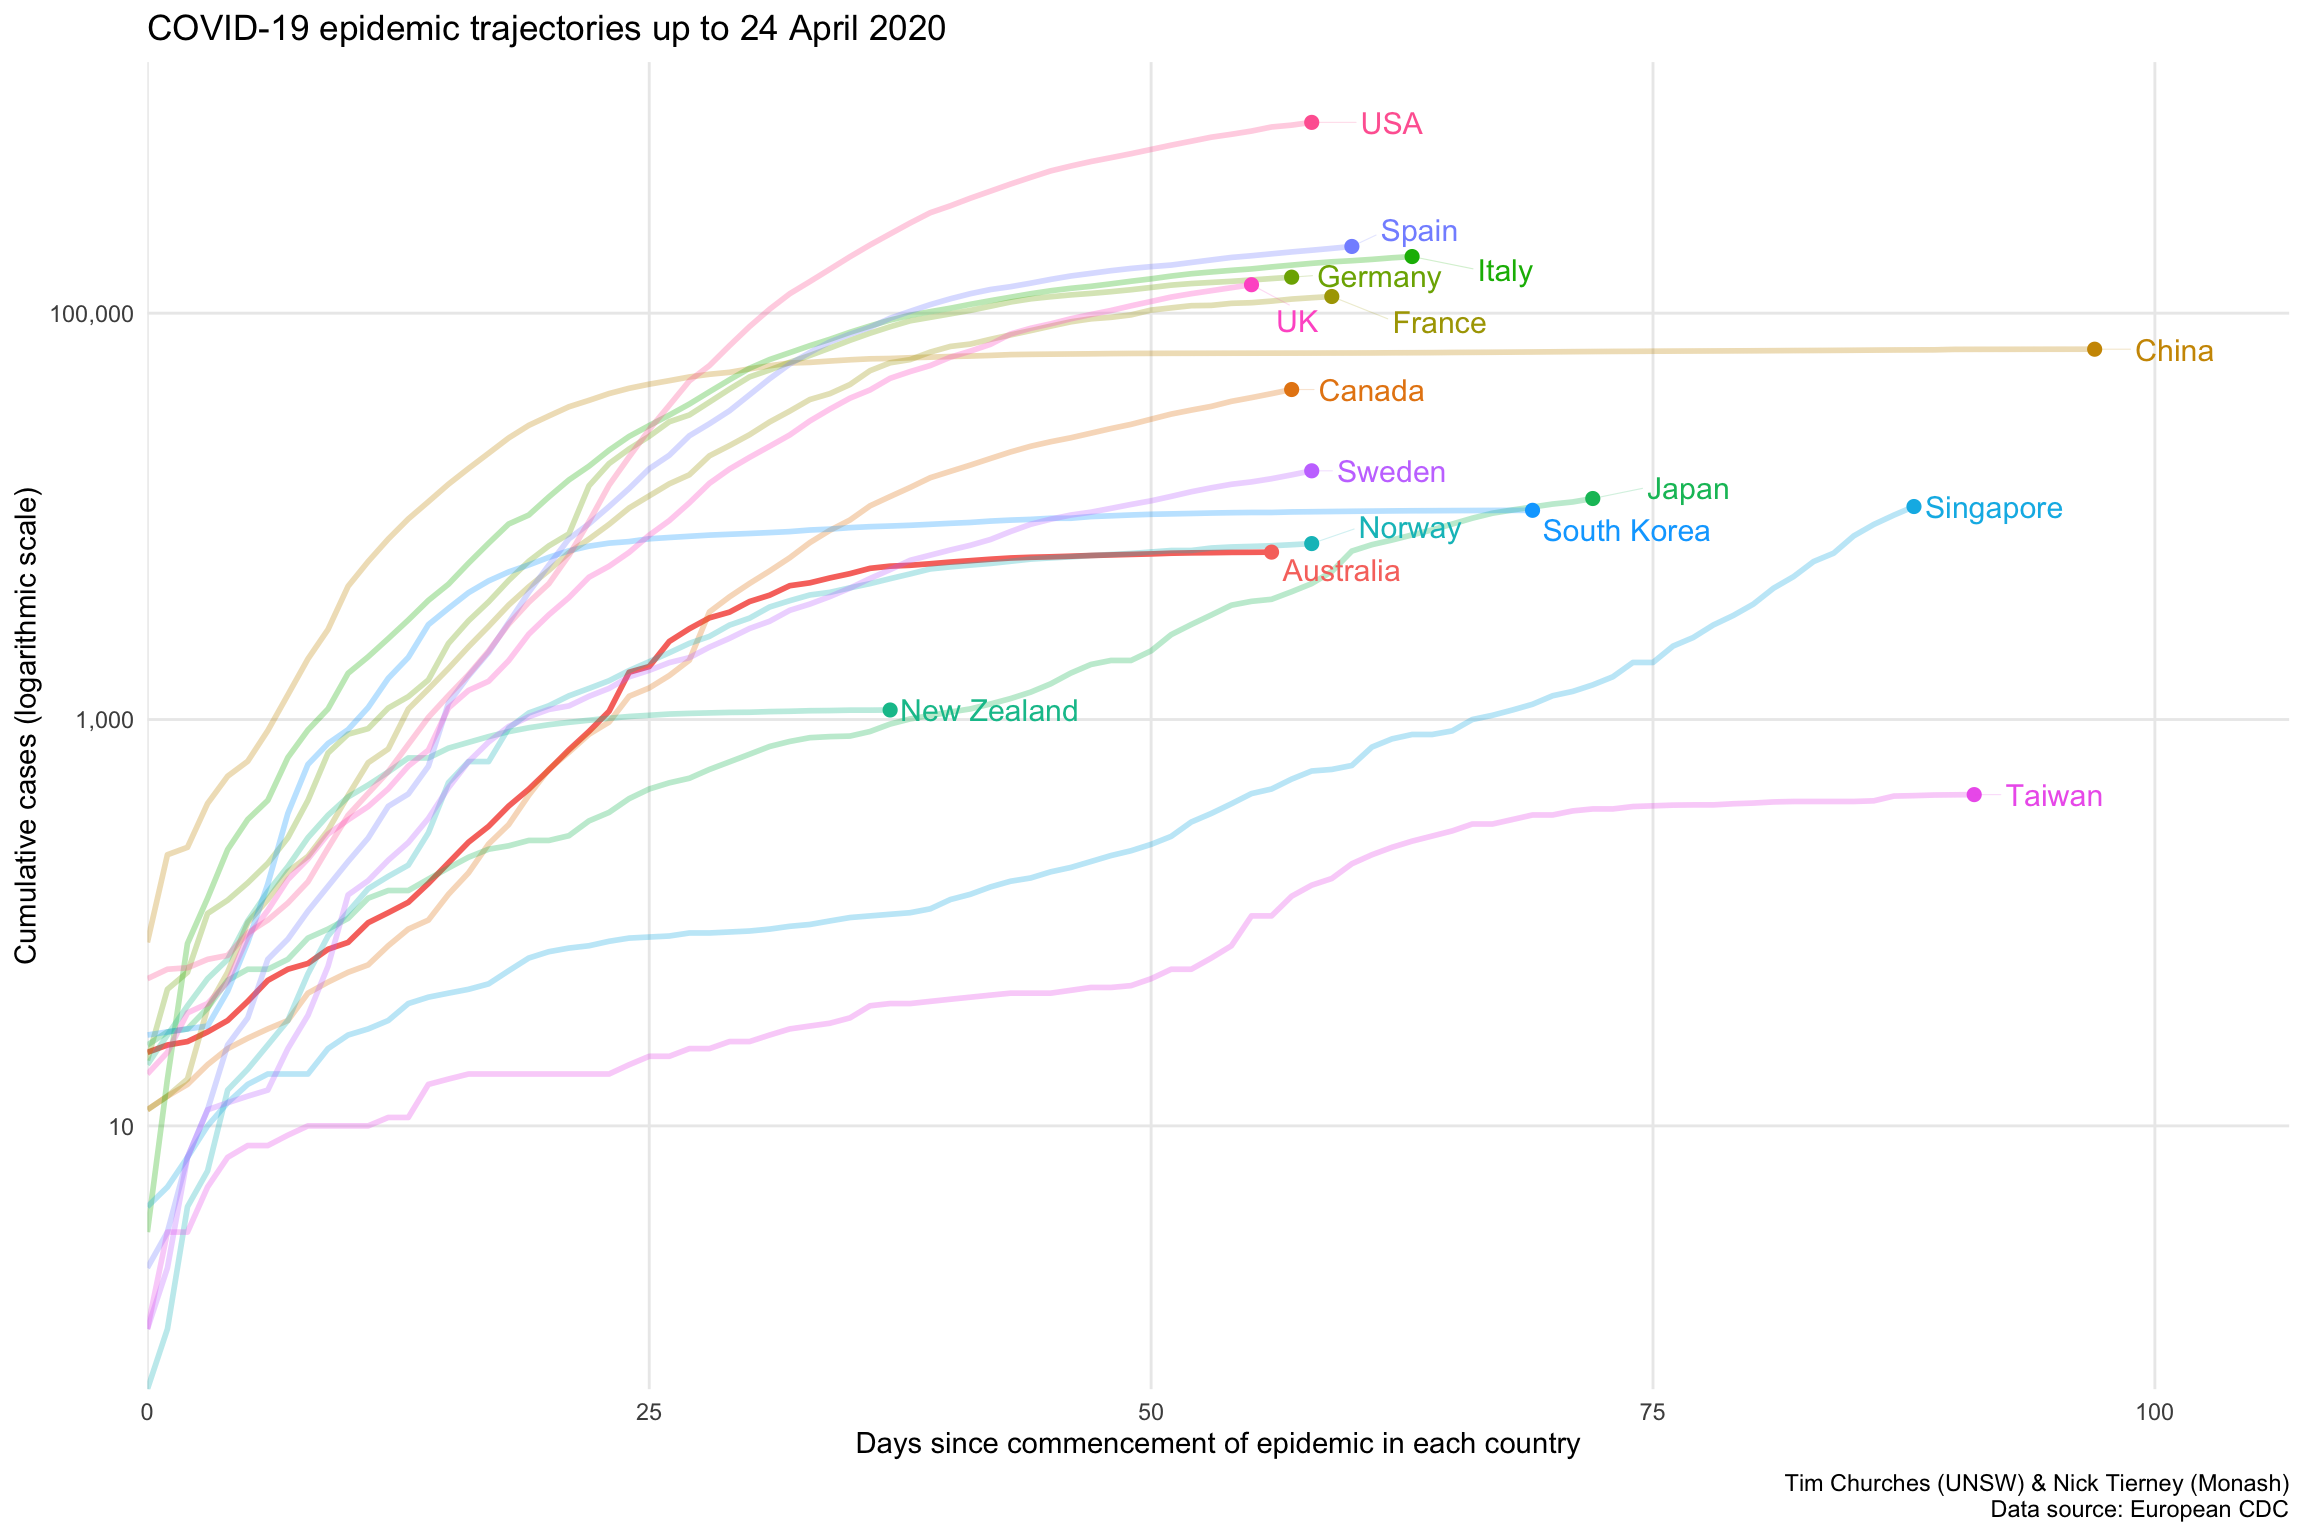 COVID-19 epidemic trajectories up to 24 April 2020
USA
Spain
Italy
Germany
UK
France
100,000
China
Canada
Sweden
Japan
Singapore
Norway
South Korea
Australia
New Zealand
1,000
Taiwan
Cumulative cases (logarithmic scale)
10
0 25 50 75 100
Days since commencement of epidemic in each country
Tim Churches (UNSW) & Nick Tierney (Monash)
Data source: European CDC